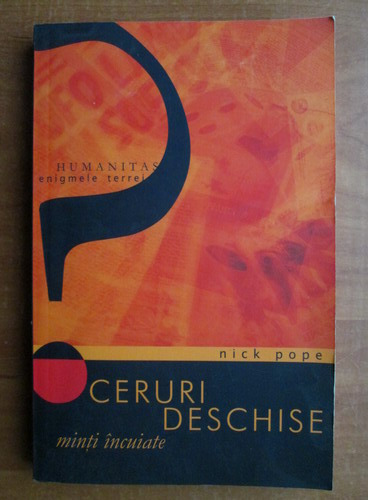 HUMANITAS
enigmele terrei
nick pope
CERURI
DESCHISE
minți încuiate